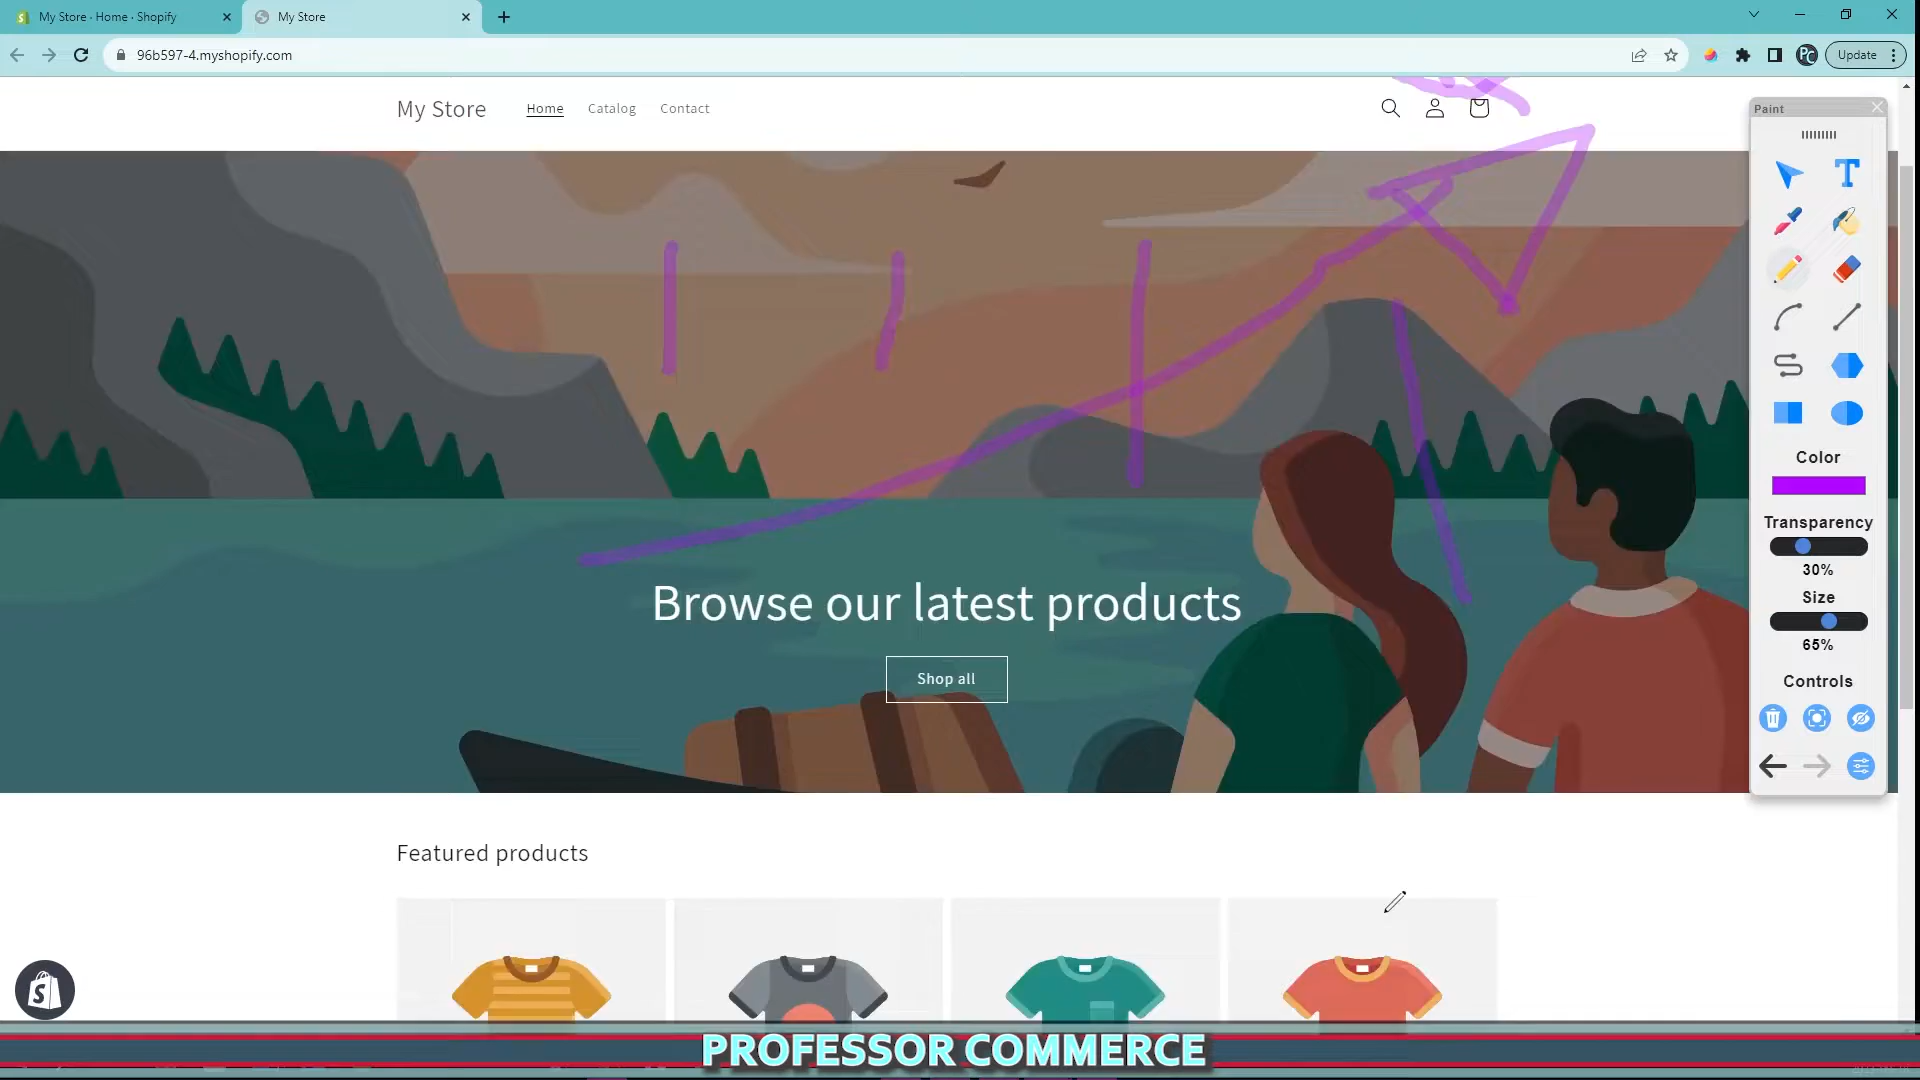 My Store · Home · Shopify
My Store
96b597-4.myshopify.com
PC
Update
My Store
Home
Catalog
Contact
Paint
T
Color
Transparency
30%
Size
65%
Controls
Browse our latest products
Shop all
Featured products
S
PROFESSOR COMMERCE